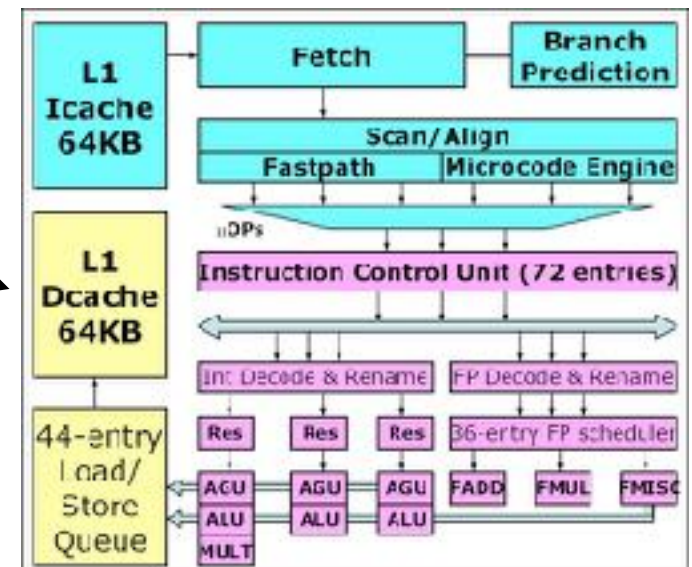 L1
Icache
64KB
Fetch
Branch
Prediction
Scan/Align
Fastpath
Microcode Engine
µOPs
L1
Dcache
64KB
Instruction Control Unit (72 entries)
Int Decode & Rename
FP Decode & Rename
44-entry
Load/
Store
Queue
Res
Res
Res
36-entry FP scheduler
AGU
AGU
AGU
FADD
FMUL
FMISC
ALU
ALU
ALU
MULT